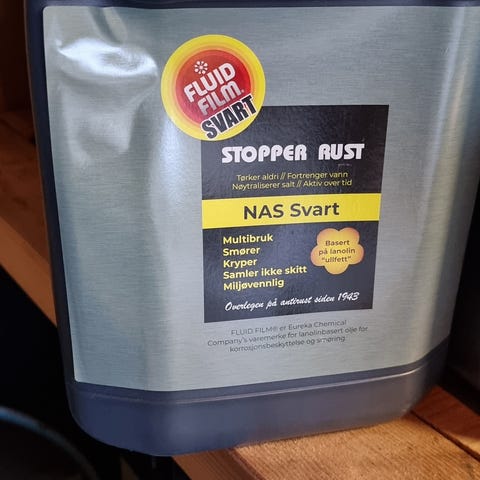 FLUID
FILM®
SVART
STOPPER RUST
Tørker aldri // Fortrenger vann
Nøytraliserer salt // Aktiv over tid
NAS Svart
Multibruk
Smører
Kryper
Samler ikke skitt
Miljøvennlig
Basert
på lanolin
"ullfett"
Overlegen på antirust siden 1943
FLUID FILM® er Eureka Chemical
Company's varemerke for lanolinbasert olje for
korrosjonsbeskyttelse og smøring.